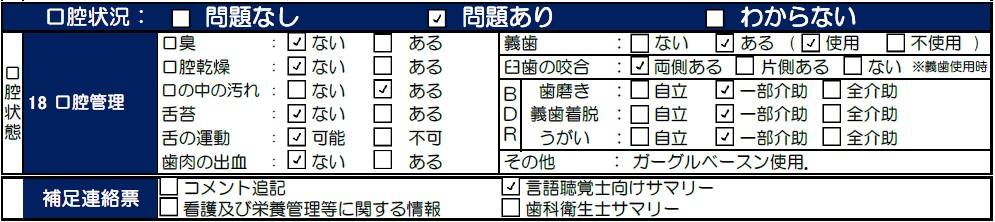 口腔状況： □ 問題なし ☑ 問題あり □ わからない
口腔状態
18 口腔管理
口臭 : ☑ ない □ ある
口腔乾燥 : ☑ ない □ ある
口の中の汚れ : □ ない ☑ ある
舌苔 : ☑ ない □ ある
舌の運動 : ☑ 可能 □ 不可
歯肉の出血 : ☑ ない □ ある
義歯 : □ ない ☑ ある ( ☑ 使用 □ 不使用 )
臼歯の咬合 : ☑ 両側ある □ 片側ある □ ない ※義歯使用時
BDR
歯磨き : □ 自立 ☑ 一部介助 □ 全介助
義歯着脱 : □ 自立 ☑ 一部介助 □ 全介助
うがい : □ 自立 ☑ 一部介助 □ 全介助
その他 : ガーグルベースン使用.
補足連絡票
□ コメント追記 ☑ 言語聴覚士向けサマリー
□ 看護及び栄養管理等に関する情報 □ 歯科衛生士サマリー